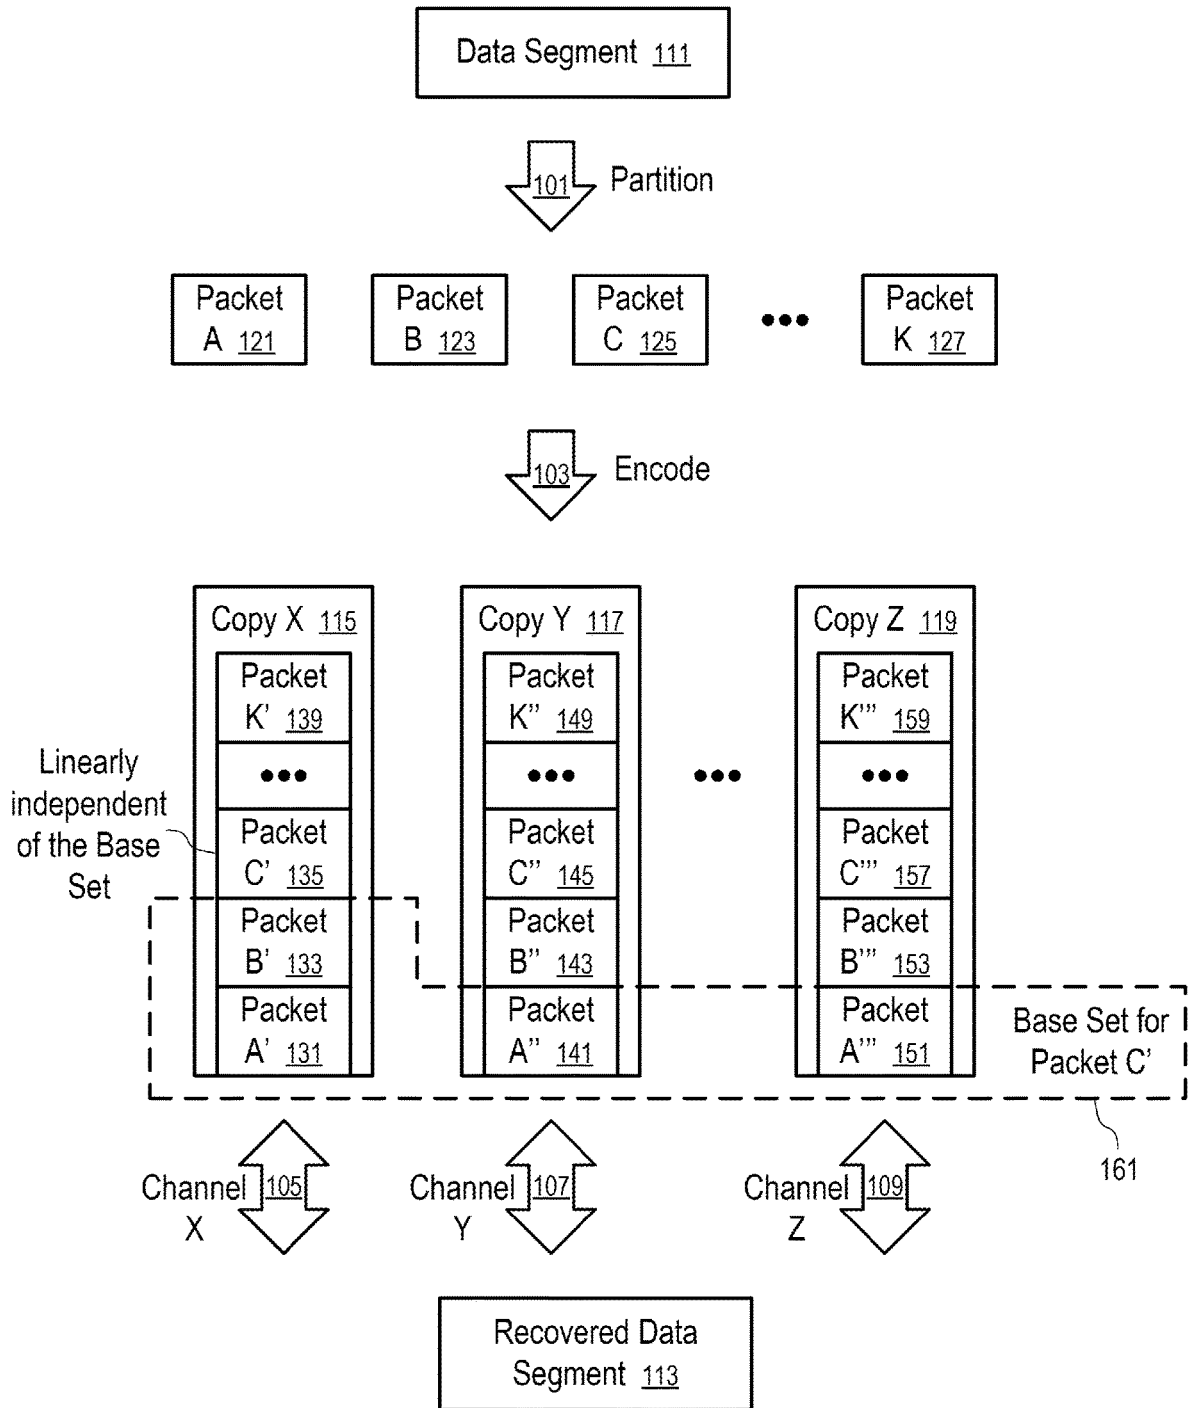 Data Segment 111
101 Partition
Packet Packet Packet Packet
A 121 B 123 C 125 ●●● K 127
103 Encode
Copy X 115 Copy Y 117 Copy Z 119
Packet Packet Packet
K' 139 K'' 149 K''' 159
●●● ●●● ●●● ●●●
Linearly
independent
of the Base
Set
Packet Packet Packet
C' 135 C'' 145 C''' 157
Packet Packet Packet
B' 133 B'' 143 B''' 153
Packet Packet Packet
A' 131 A'' 141 A''' 151
Base Set for
Packet C'
161
Channel 105 Channel 107 Channel 109
X Y Z
Recovered Data
Segment 113